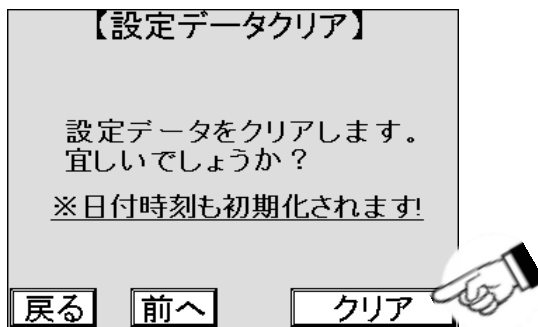 【設定データクリア】
設定データをクリアします。
宜しいでしょうか？
※日付時刻も初期化されます!
戻る 前へ クリア